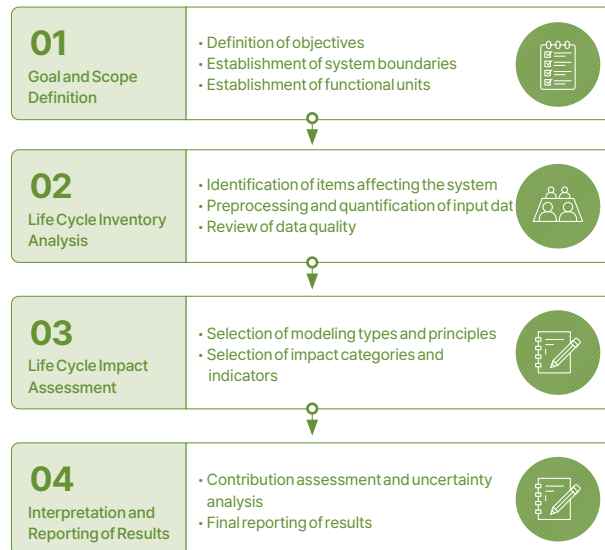 01
Goal and Scope
Definition
• Definition of objectives
• Establishment of system boundaries
• Establishment of functional units
02
Life Cycle Inventory
Analysis
• Identification of items affecting the system
• Preprocessing and quantification of input dat
• Review of data quality
03
Life Cycle Impact
Assessment
• Selection of modeling types and principles
• Selection of impact categories and
indicators
04
Interpretation and
Reporting of Results
• Contribution assessment and uncertainty
analysis
• Final reporting of results